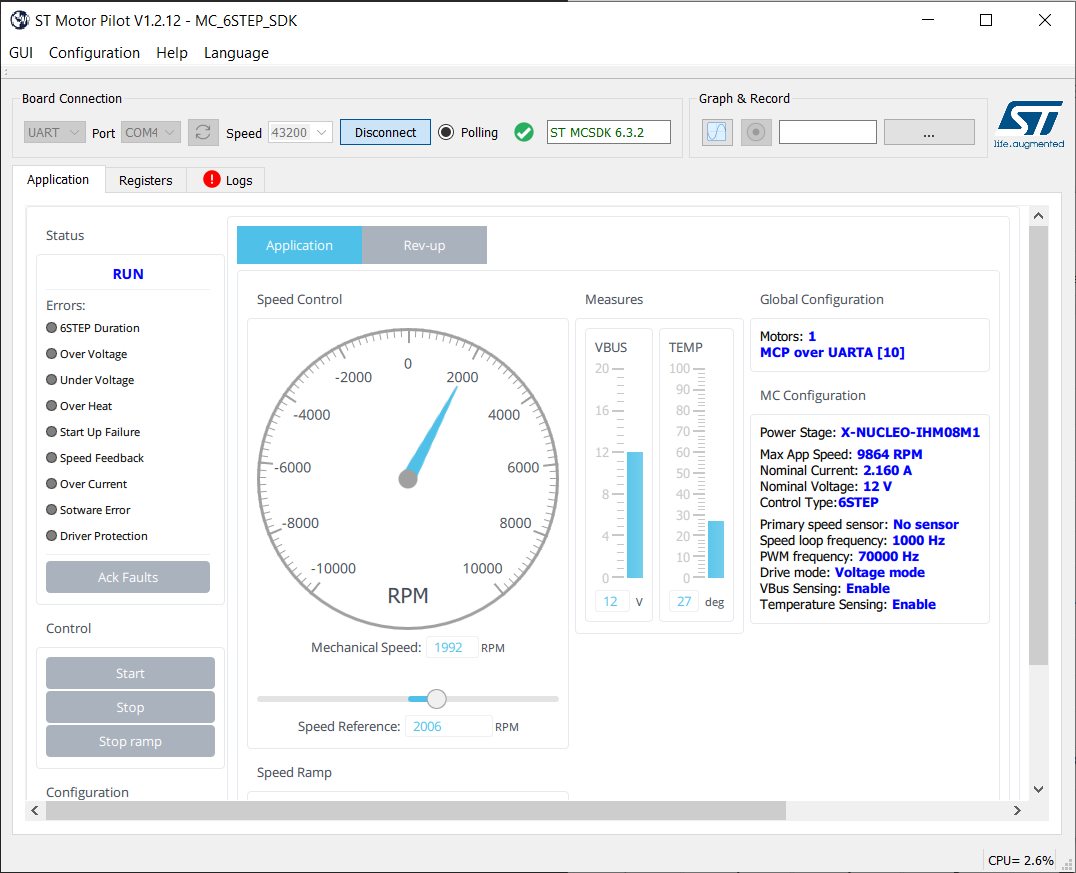 ST Motor Pilot V1.2.12 - MC_6STEP_SDK
GUI Configuration Help Language
Board Connection
UART Port COM4 Speed 43200 Disconnect Polling ST MCSDK 6.3.2
Graph & Record
...
ST
life.augmented
Application Registers Logs
Status
RUN
Errors:
6STEP Duration
Over Voltage
Under Voltage
Over Heat
Start Up Failure
Speed Feedback
Over Current
Sotware Error
Driver Protection
Ack Faults
Control
Start
Stop
Stop ramp
Configuration
Application Rev-up
Speed Control
0
-2000 2000
-4000 4000
-6000 6000
-8000 8000
-10000 10000
RPM
Mechanical Speed: 1992 RPM
Speed Reference: 2006 RPM
Speed Ramp
Measures
VBUS
20
16
12
8
4
0
12 V
TEMP
100
90
80
70
60
50
40
30
20
10
0
27 deg
Global Configuration
Motors: 1
MCP over UARTA [10]
MC Configuration
Power Stage: X-NUCLEO-IHM08M1
Max App Speed: 9864 RPM
Nominal Current: 2.160 A
Nominal Voltage: 12 V
Control Type:6STEP
Primary speed sensor: No sensor
Speed loop frequency: 1000 Hz
PWM frequency: 70000 Hz
Drive mode: Voltage mode
VBus Sensing: Enable
Temperature Sensing: Enable
CPU= 2.6%